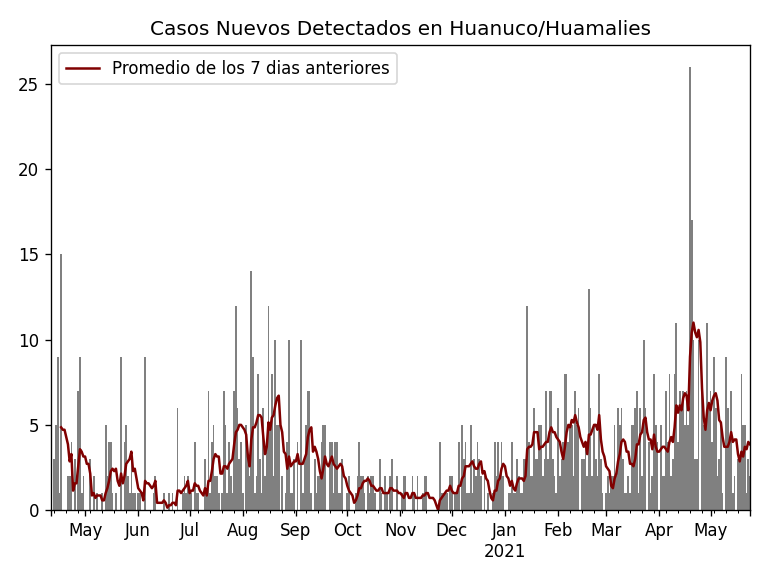 Casos Nuevos Detectados en Huanuco/Huamalies
Promedio de los 7 dias anteriores
25
20
15
10
5
0
May Jun Jul Aug Sep Oct Nov Dec Jan Feb Mar Apr May
2021